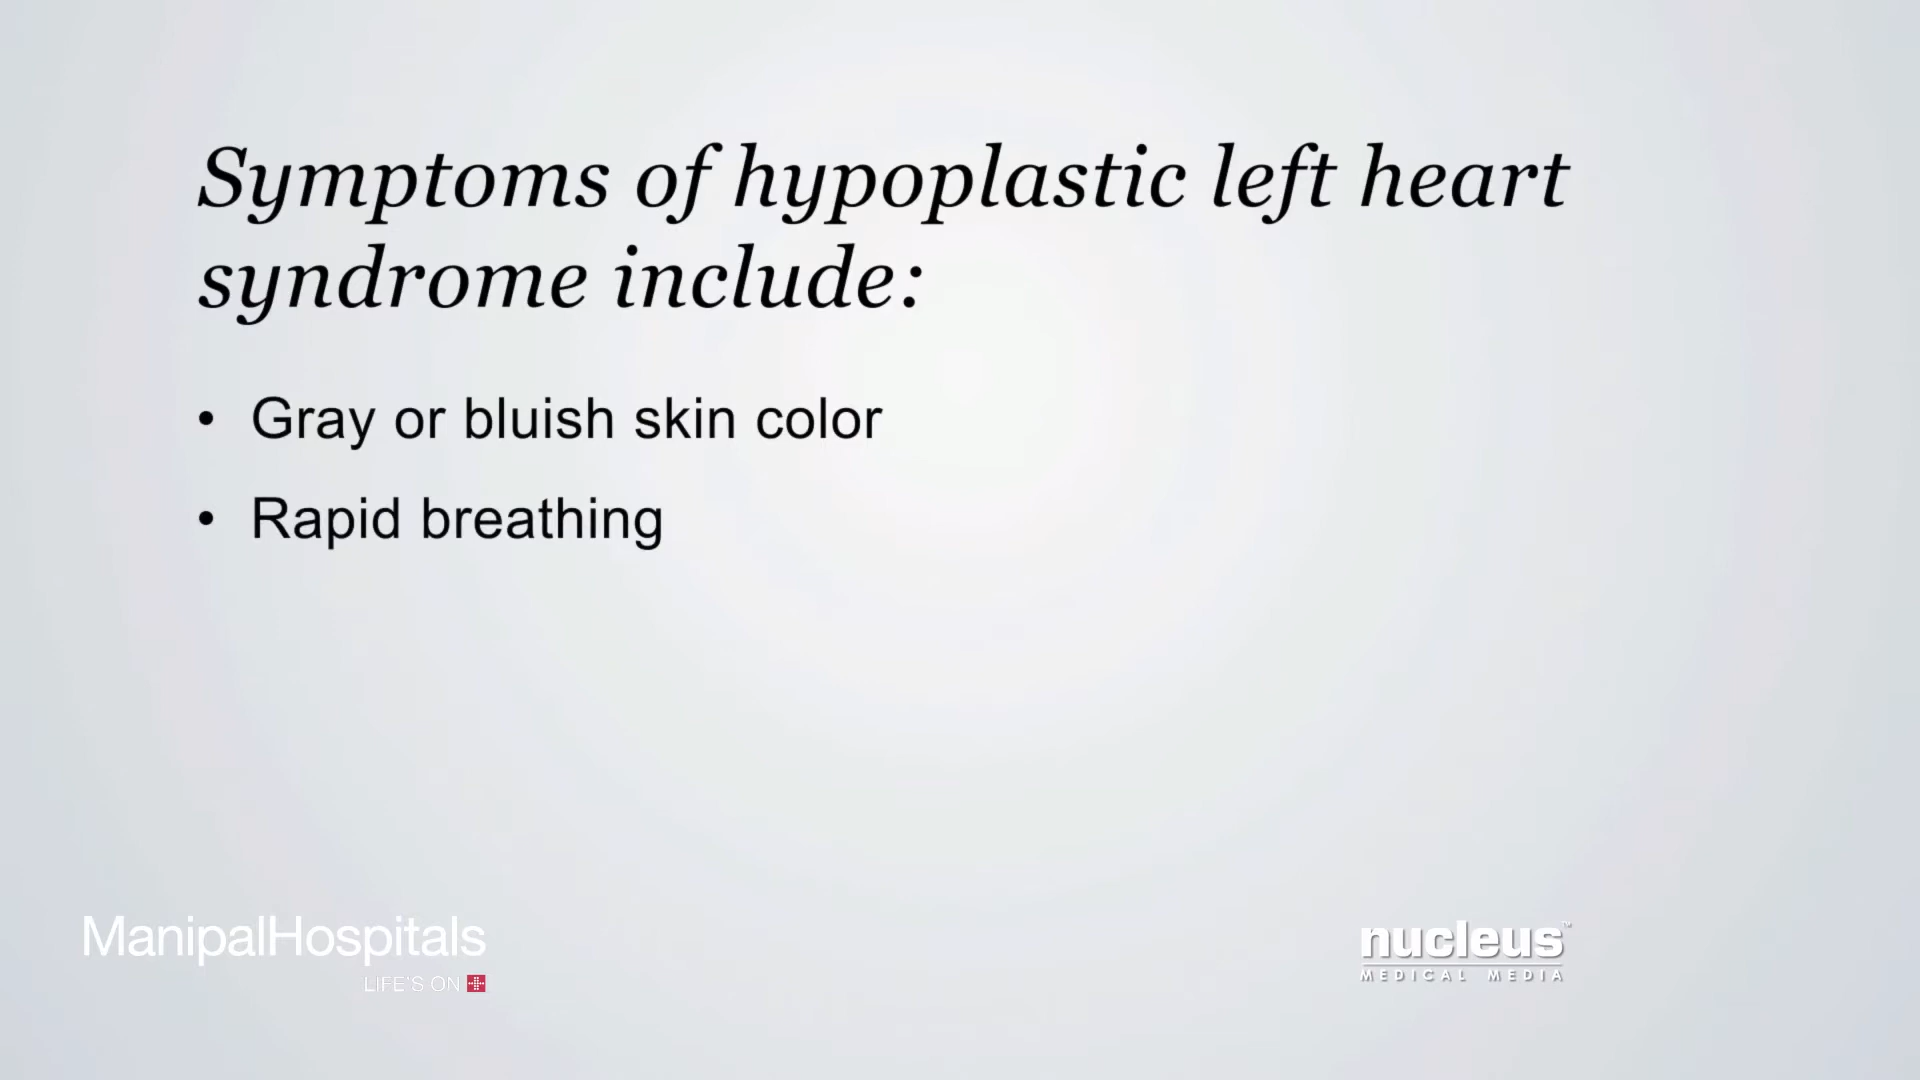 Symptoms of hypoplastic left heart
syndrome include:
• Gray or bluish skin color
• Rapid breathing
ManipalHospitals
LIFE'S ON
nucleus™
MEDICAL MEDIA